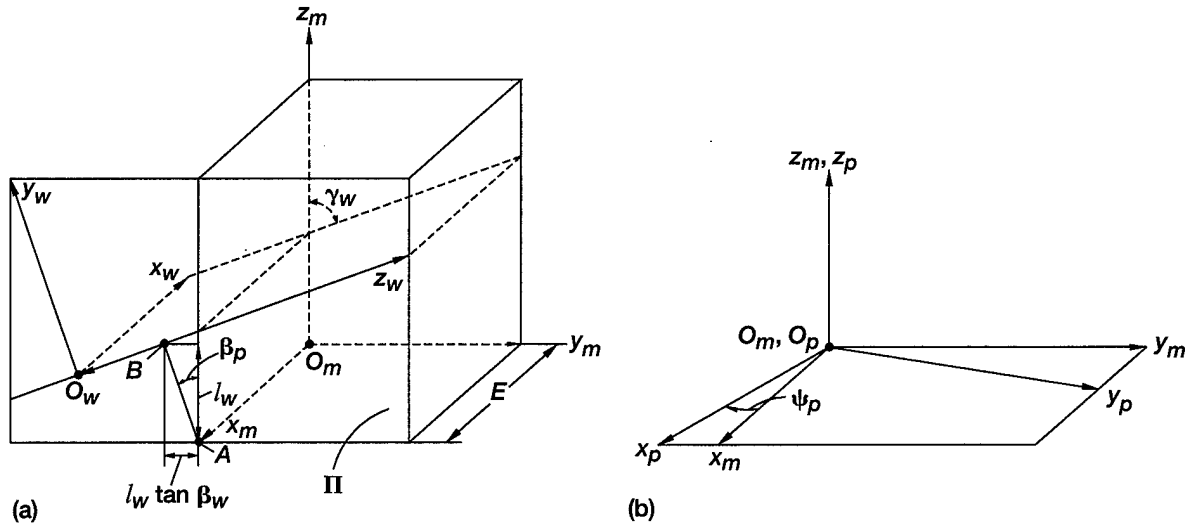 z_m
y_w
γ_w
x_w
z_w
β_p
y_m
O_m
B
O_w
l_w
E
x_m
A
l_w tan β_w
Π
(a)
z_m, z_p
O_m, O_p
y_m
ψ_p
y_p
x_p
x_m
(b)